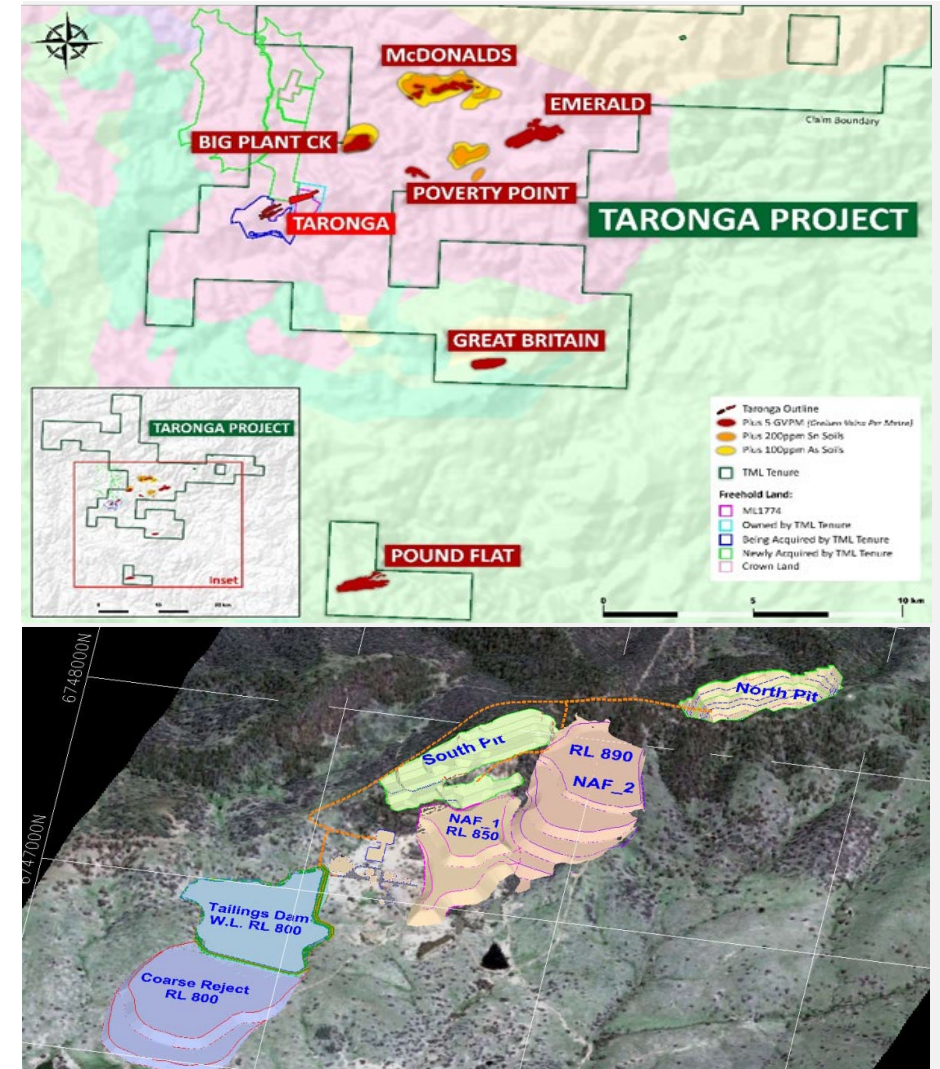 McDONALDS
EMERALD
Claim Boundary
BIG PLANT CK
POVERTY POINT
TARONGA
TARONGA PROJECT
GREAT BRITAIN
TARONGA PROJECT
Inset
0 10 20 km
POUND FLAT
Taronga Outline
Plus 5 GVPM (Greisen Veins Per Metre)
Plus 200ppm Sn Soils
Plus 100ppm As Soils
TML Tenure
Freehold Land:
ML1774
Owned by TML Tenure
Being Acquired by TML Tenure
Newly Acquired by TML Tenure
Crown Land
0 5 10 km
6748000N
North Pit
South Pit
RL 890
NAF_2
NAF_1
RL 850
6747000N
Tailings Dam
W.L. RL 800
Coarse Reject
RL 800